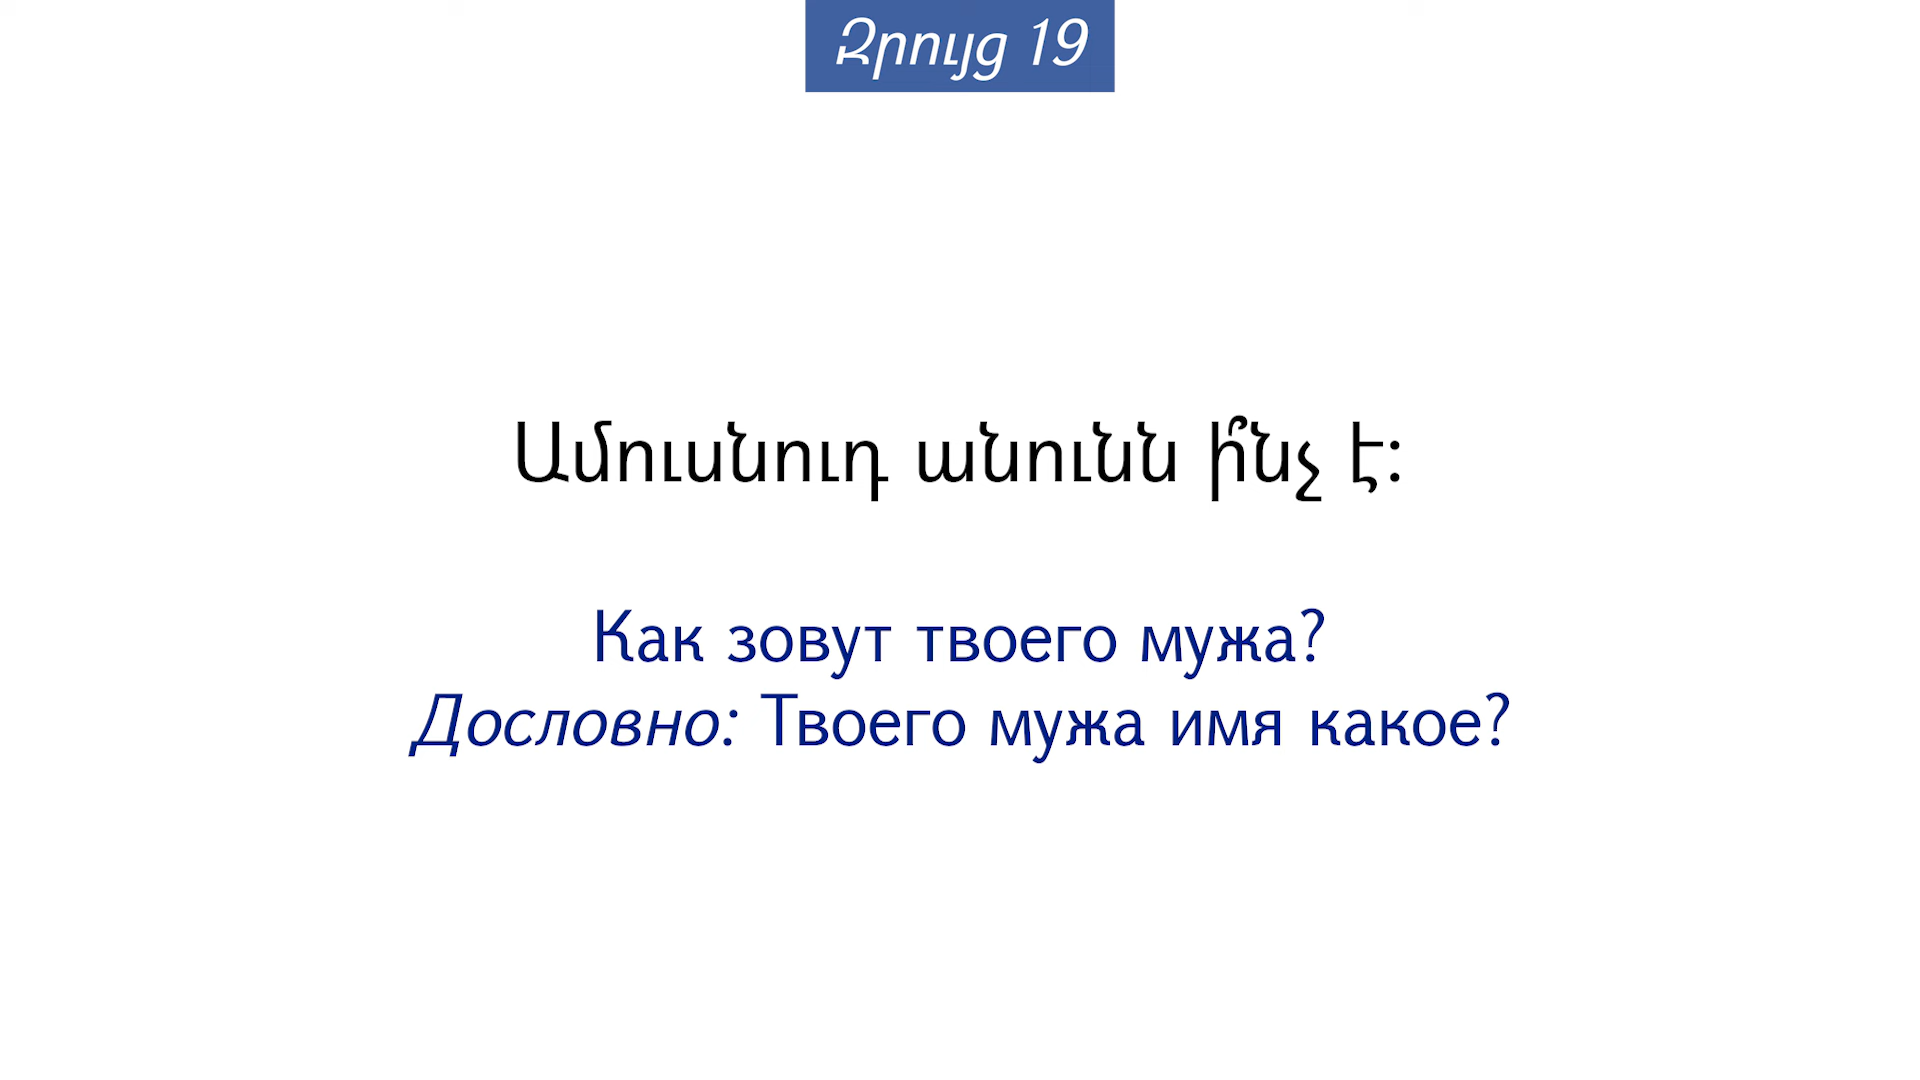 Զրույց 19
Ամուսնուդ անունն ի՞նչ է:
Как зовут твоего мужа?
Дословно: Твоего мужа имя какое?